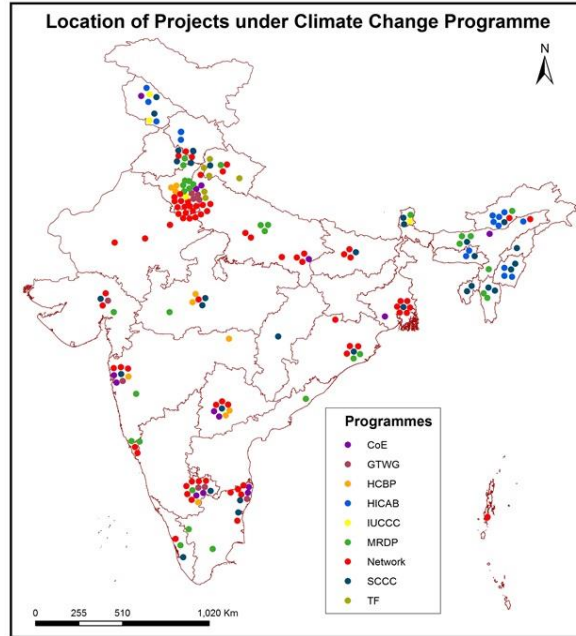 Location of Projects under Climate Change Programme
N
Programmes
CoE
GTWG
HCBP
HICAB
IUCCC
MRDP
Network
SCCC
TF
0 255 510 1,020 Km